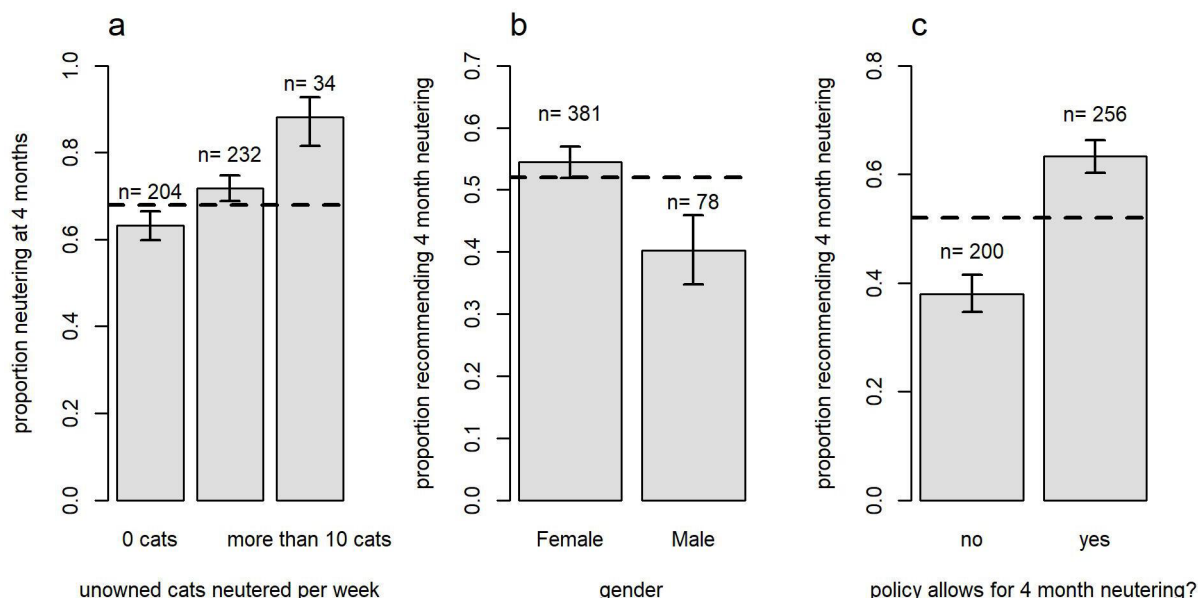 a
proportion neutering at 4 months
1.0
0.8
0.6
0.4
0.2
0.0
n= 204
n= 232
n= 34
0 cats
more than 10 cats
unowned cats neutered per week
b
proportion recommending 4 month neutering
0.7
0.6
0.5
0.4
0.3
0.2
0.1
0.0
n= 381
n= 78
Female
Male
gender
c
proportion recommending 4 month neutering
0.8
0.6
0.4
0.2
0.0
n= 200
n= 256
no
yes
policy allows for 4 month neutering?